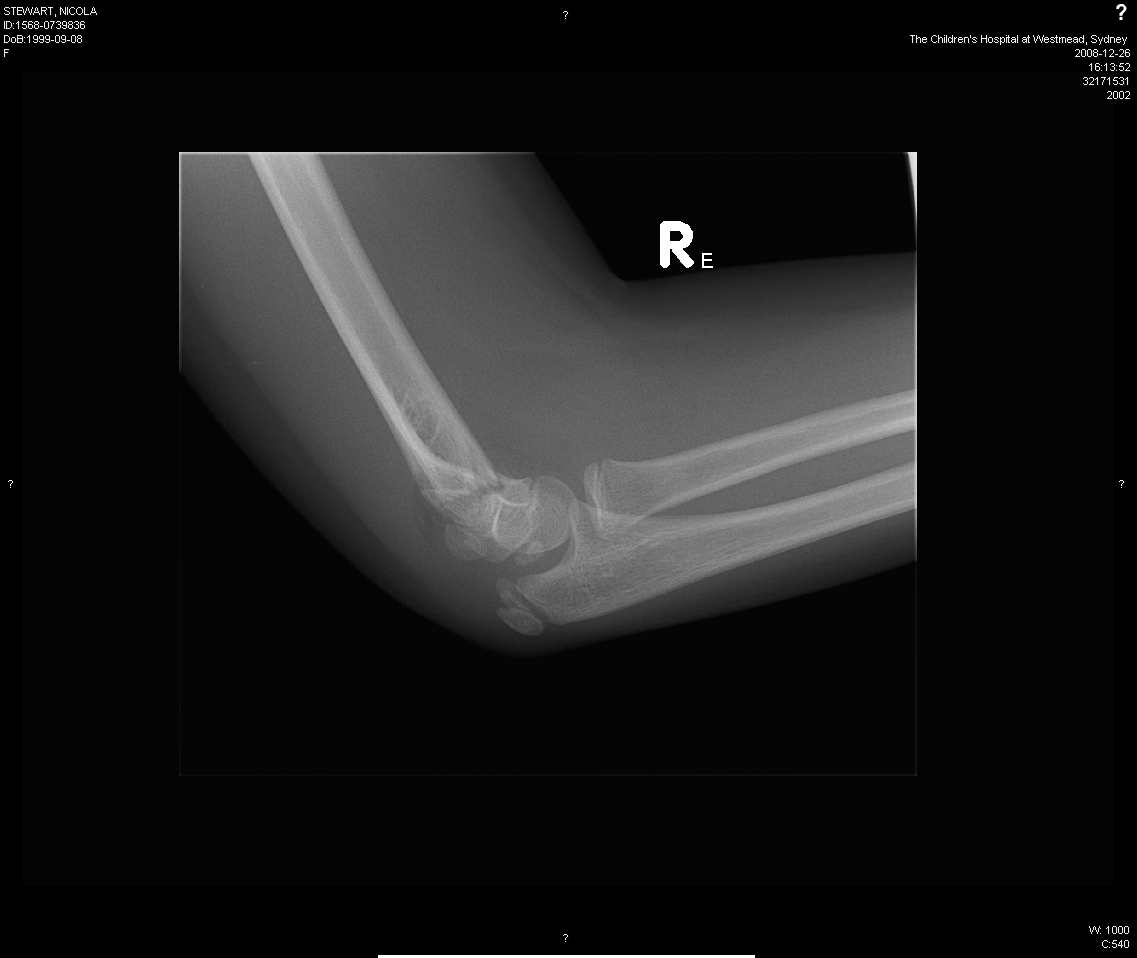 STEWART, NICOLA
ID:1568-0739836
DoB:1999-09-08
F
?
?
The Children's Hospital at Westmead, Sydney
2008-12-26
16:13:52
32171531
2002
R E
?
?
?
W: 1000
C:540